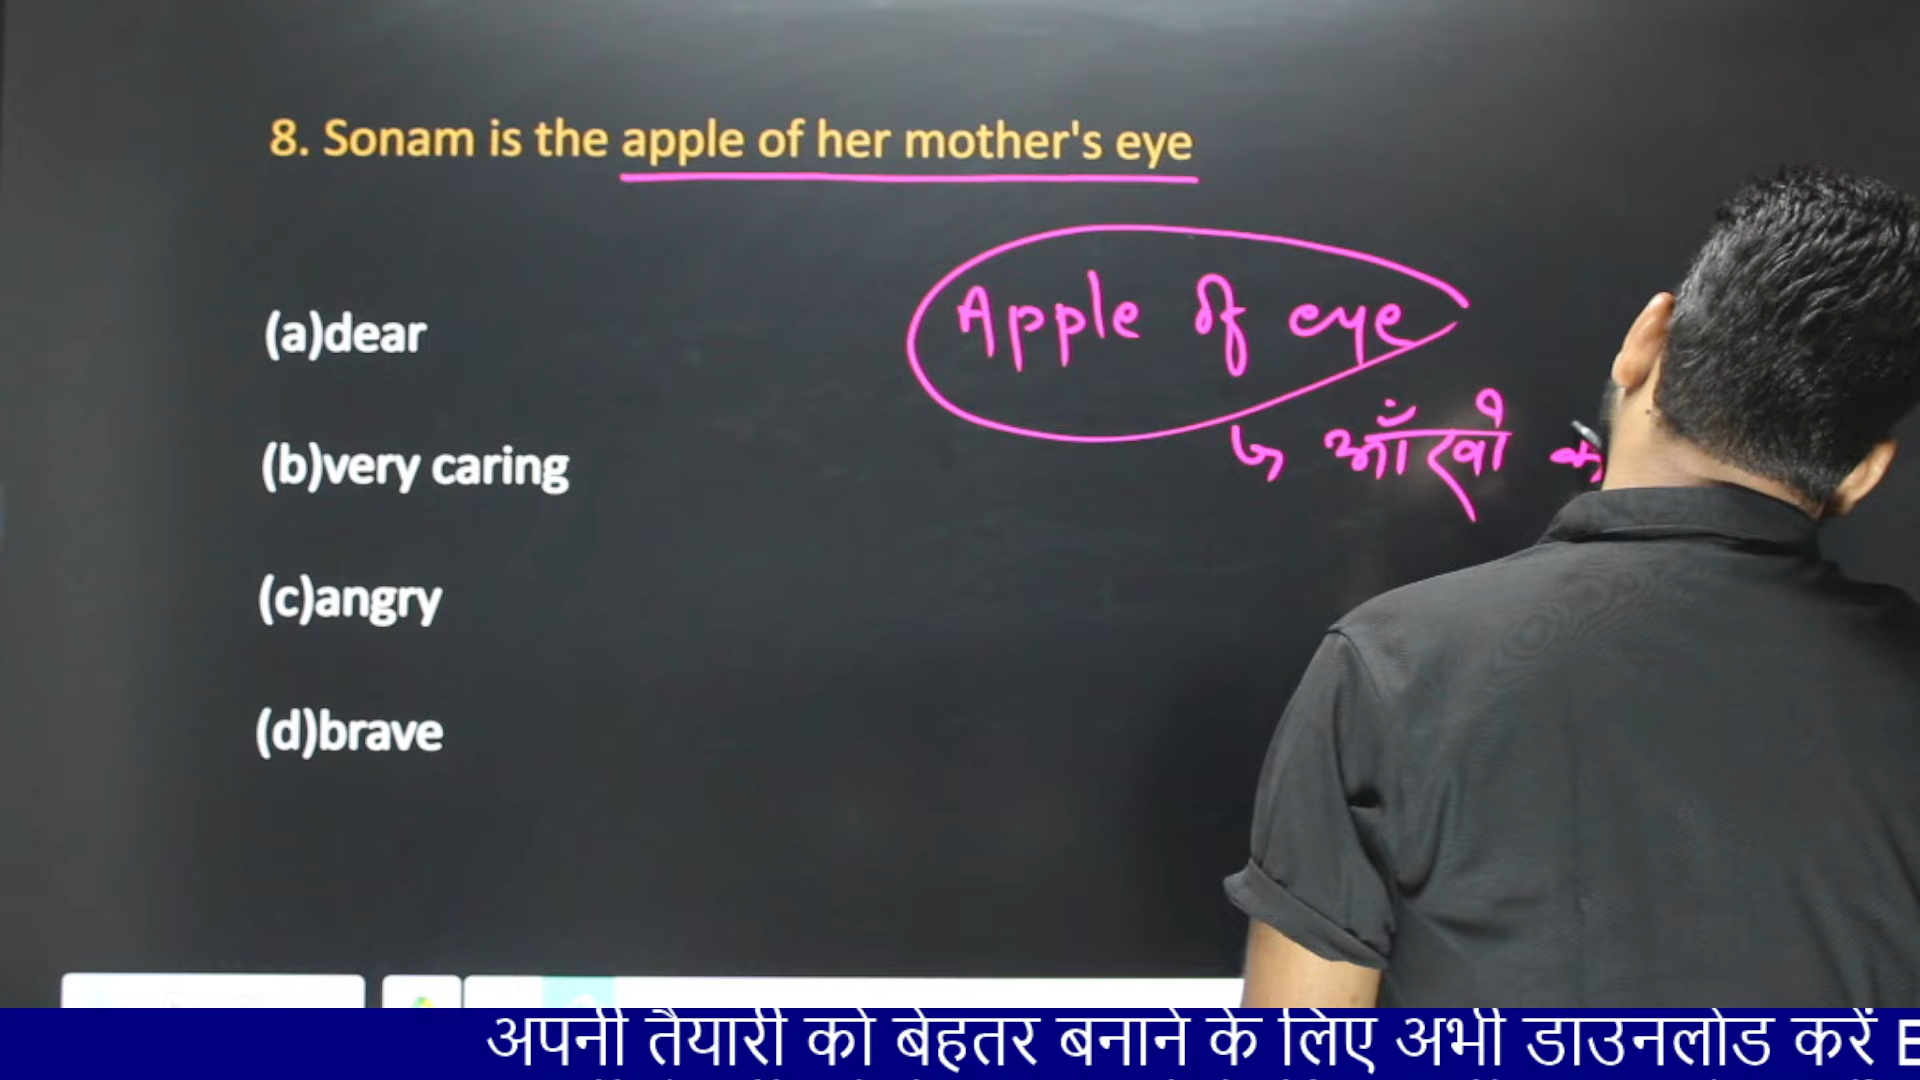 8. Sonam is the apple of her mother's eye
Apple of eye
(a)dear
↳ आँखों
(b)very caring
(c)angry
(d)brave
अपनी तैयारी को बेहतर बनाने के लिए अभी डाउनलोड करें